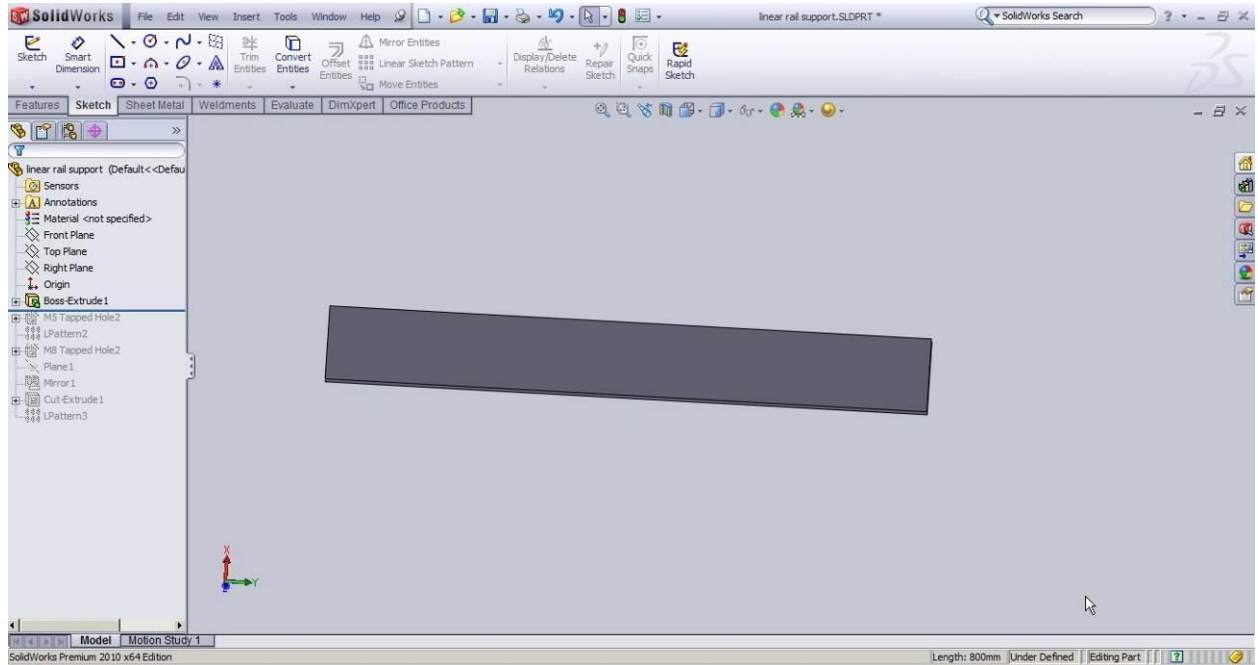 SolidWorks File Edit View Insert Tools Window Help linear rail support.SLDPRT * SolidWorks Search
Sketch Smart Dimension Trim Entities Convert Entities Offset Entities Mirror Entities Linear Sketch Pattern Move Entities Display/Delete Relations Repair Sketch Quick Snaps Rapid Sketch
Features Sketch Sheet Metal Weldments Evaluate DimXpert Office Products
linear rail support (Default<<Defau
Sensors
Annotations
Material <not specified>
Front Plane
Top Plane
Right Plane
Origin
Boss-Extrude1
M5 Tapped Hole2
LPattern2
M8 Tapped Hole2
Plane1
Mirror1
Cut-Extrude1
LPattern3
X
Y
Model Motion Study 1
SolidWorks Premium 2010 x64 Edition Length: 800mm Under Defined Editing Part